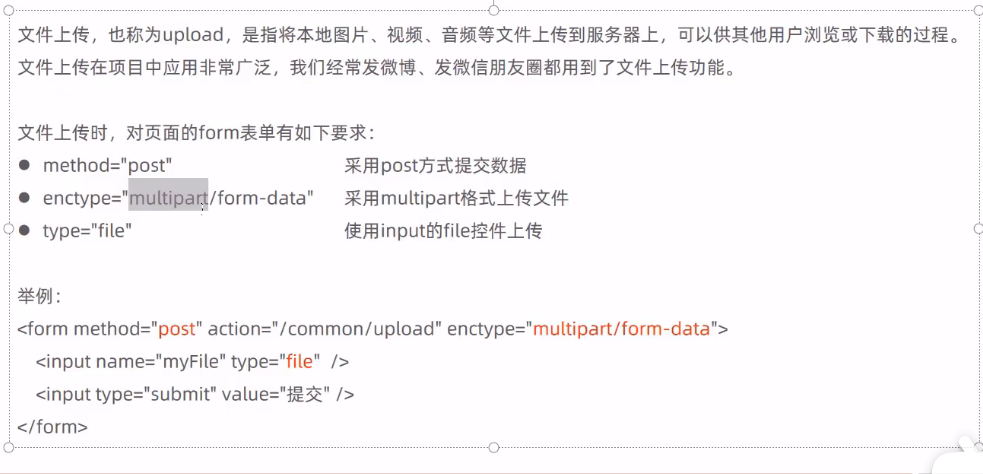 文件上传，也称为upload，是指将本地图片、视频、音频等文件上传到服务器上，可以供其他用户浏览或下载的过程。
文件上传在项目中应用非常广泛，我们经常发微博、发微信朋友圈都用到了文件上传功能。
文件上传时，对页面的form表单有如下要求：
● method="post" 采用post方式提交数据
● enctype="multipart/form-data" 采用multipart格式上传文件
● type="file" 使用input的file控件上传
举例：
<form method="post" action="/common/upload" enctype="multipart/form-data">
<input name="myFile" type="file" />
<input type="submit" value="提交" />
</form>